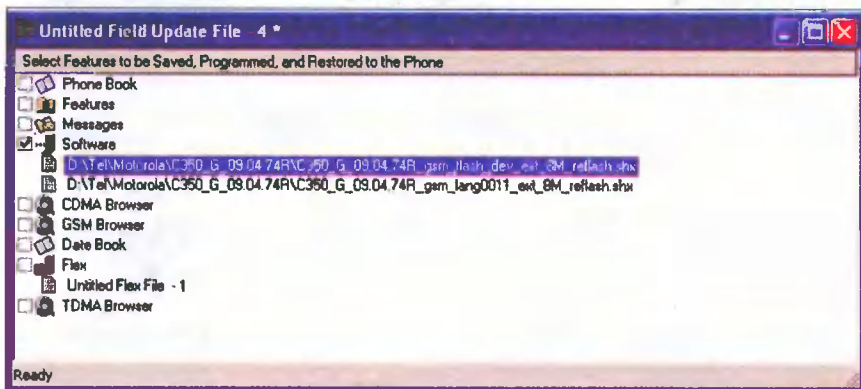 Untitled Field Update File - 4 *
Select Features to be Saved, Programmed, and Restored to the Phone
Phone Book
Features
Messages
Software
D:\Tel\Motorola\C350_G_09.04.74R\C350_G_09.04.74R_gsm_flash_dev_ext_8M_reflash.shx
D:\Tel\Motorola\C350_G_09.04.74R\C350_G_09.04.74R_gsm_lang0011_ext_8M_reflash.shx
CDMA Browser
GSM Browser
Date Book
Flex
Untitled Flex File - 1
TDMA Browser
Ready